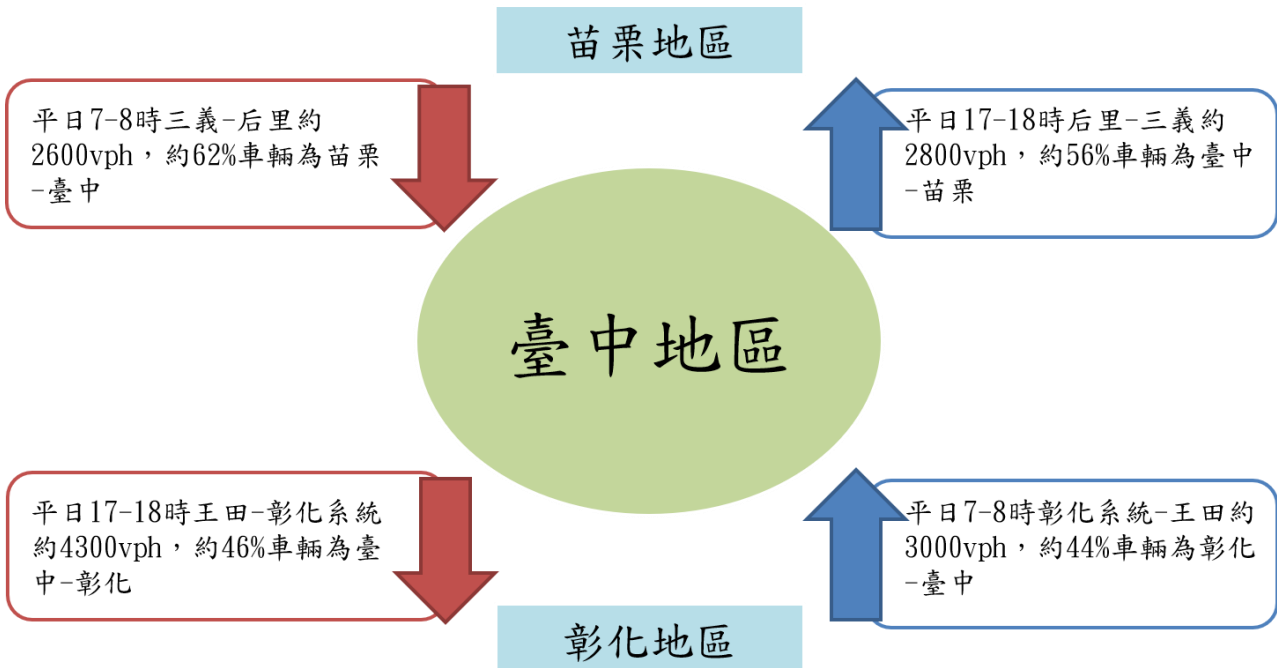 苗栗地區
平日7-8時三義-后里約
2600vph，約62%車輛為苗栗
-臺中
平日17-18時后里-三義約
2800vph，約56%車輛為臺中
-苗栗
臺中地區
平日17-18時王田-彰化系統
約4300vph，約46%車輛為臺
中-彰化
平日7-8時彰化系統-王田約
3000vph，約44%車輛為彰化
-臺中
彰化地區